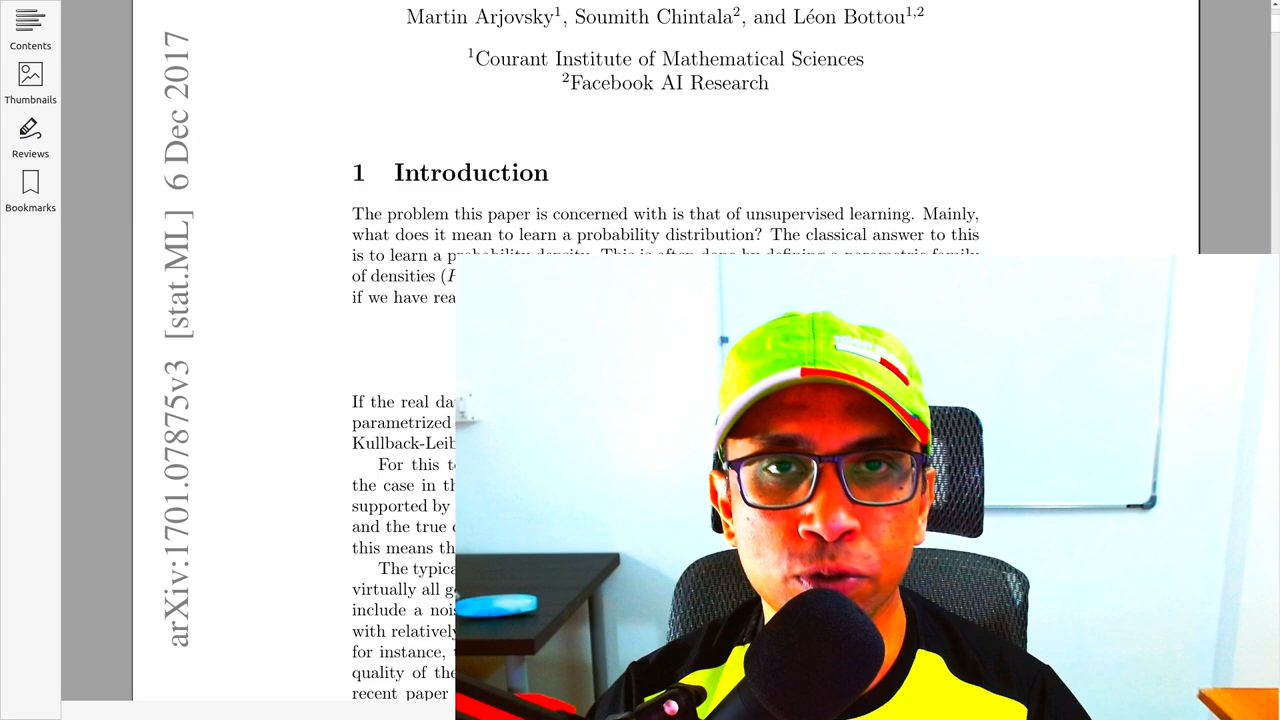 Contents
Thumbnails
Reviews
Bookmarks
arXiv:1701.07875v3 [stat.ML] 6 Dec 2017
Martin Arjovsky¹, Soumith Chintala², and Léon Bottou¹,²
¹Courant Institute of Mathematical Sciences
²Facebook AI Research
1 Introduction
The problem this paper is concerned with is that of unsupervised learning. Mainly,
what does it mean to learn a probability distribution? The classical answer to this
is to learn a probability density. This is often done by defining a parametric family
of densities (
if we have rea
If the real da
parametrized
Kullback-Leib
For this t
the case in th
supported by
and the true
this means th
The typica
virtually all g
include a nois
with relatively
for instance,
quality of the
recent paper